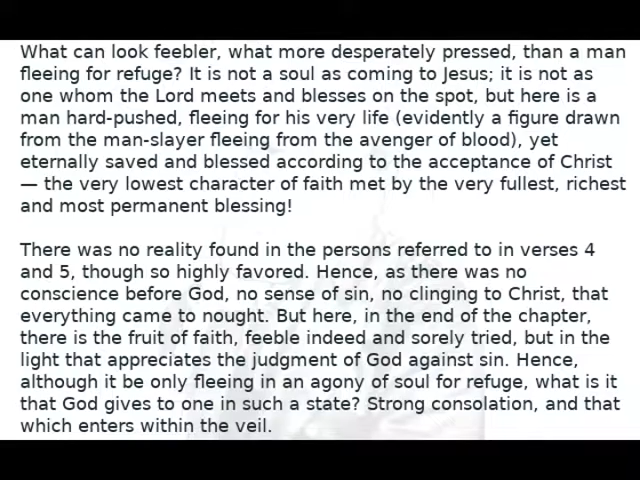 What can look feebler, what more desperately pressed, than a man
fleeing for refuge? It is not a soul as coming to Jesus; it is not as
one whom the Lord meets and blesses on the spot, but here is a
man hard-pushed, fleeing for his very life (evidently a figure drawn
from the man-slayer fleeing from the avenger of blood), yet
eternally saved and blessed according to the acceptance of Christ
— the very lowest character of faith met by the very fullest, richest
and most permanent blessing!
There was no reality found in the persons referred to in verses 4
and 5, though so highly favored. Hence, as there was no
conscience before God, no sense of sin, no clinging to Christ, that
everything came to nought. But here, in the end of the chapter,
there is the fruit of faith, feeble indeed and sorely tried, but in the
light that appreciates the judgment of God against sin. Hence,
although it be only fleeing in an agony of soul for refuge, what is it
that God gives to one in such a state? Strong consolation, and that
which enters within the veil.